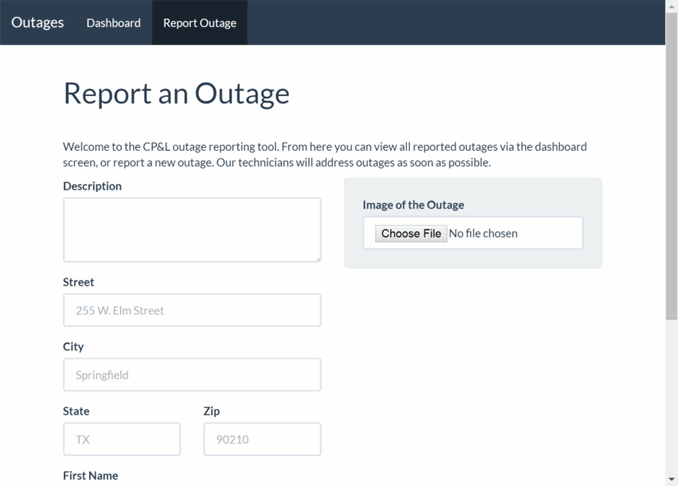 Outages Dashboard Report Outage
Report an Outage
Welcome to the CP&L outage reporting tool. From here you can view all reported outages via the dashboard
screen, or report a new outage. Our technicians will address outages as soon as possible.
Description
Image of the Outage
Choose File No file chosen
Street
255 W. Elm Street
City
Springfield
State Zip
TX 90210
First Name